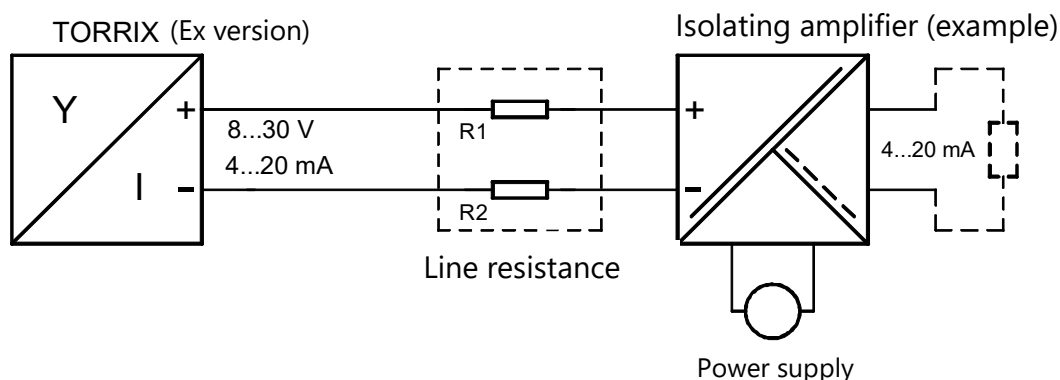 TORRIX (Ex version)
Isolating amplifier (example)
Y
I
+
−
8...30 V
4...20 mA
R1
R2
Line resistance
+
−
4...20 mA
Power supply